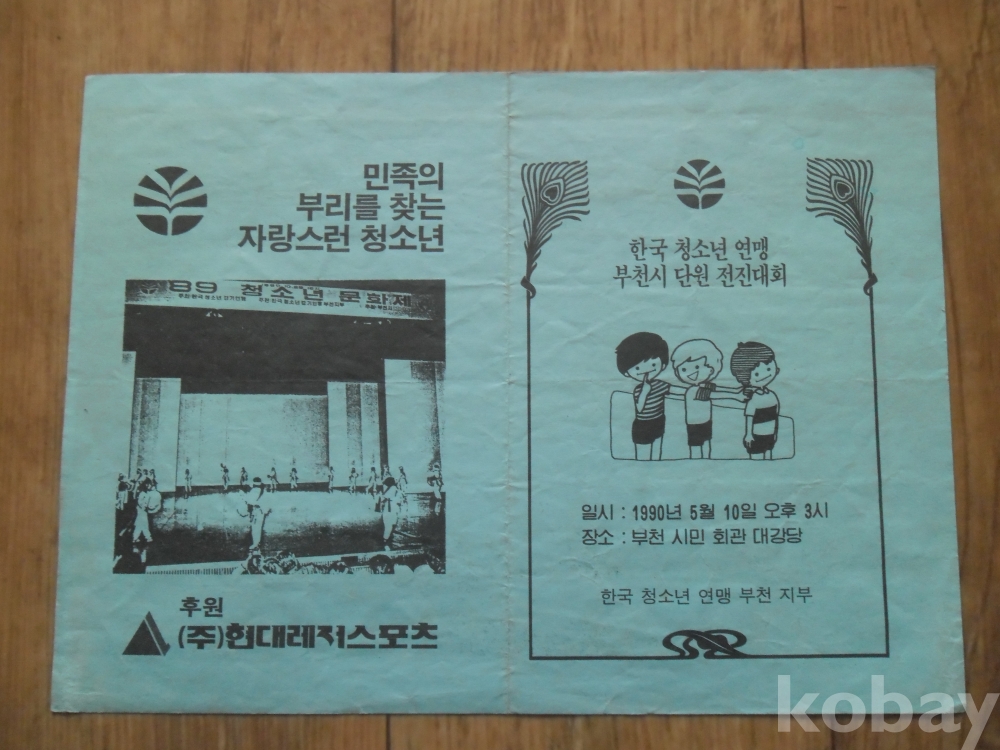 민족의
부리를 찾는
자랑스런 청소년
'89 청소년 문화제
후원
(주)현대레저스포츠
한국 청소년 연맹
부천시 단원 전진대회
일시 : 1990년 5월 10일 오후 3시
장소 : 부천 시민 회관 대강당
한국 청소년 연맹 부천 지부
kobay